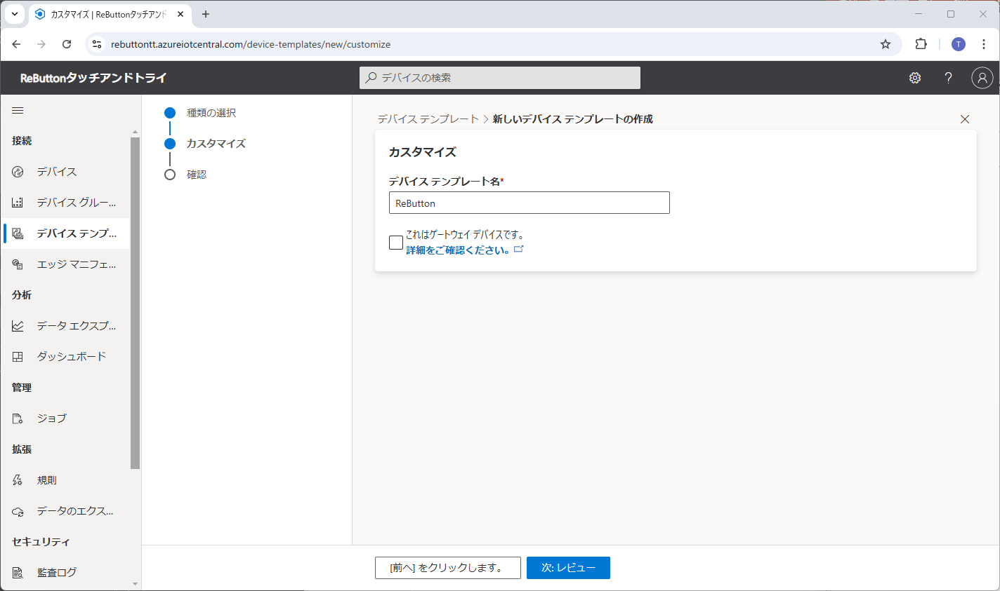 カスタマイズ | ReButtonタッチアンドト
rebuttontt.azureiotcentral.com/device-templates/new/customize
T
ReButtonタッチアンドトライ
デバイスの検索
接続
デバイス
デバイス グルー...
デバイス テンプ...
エッジ マニフェ...
分析
データ エクスプ...
ダッシュボード
管理
ジョブ
拡張
規則
データのエクス...
セキュリティ
監査ログ
種類の選択
カスタマイズ
確認
デバイス テンプレート > 新しいデバイス テンプレートの作成
カスタマイズ
デバイス テンプレート名*
ReButton
これはゲートウェイ デバイスです。
詳細をご確認ください。
[前へ] をクリックします。
次: レビュー